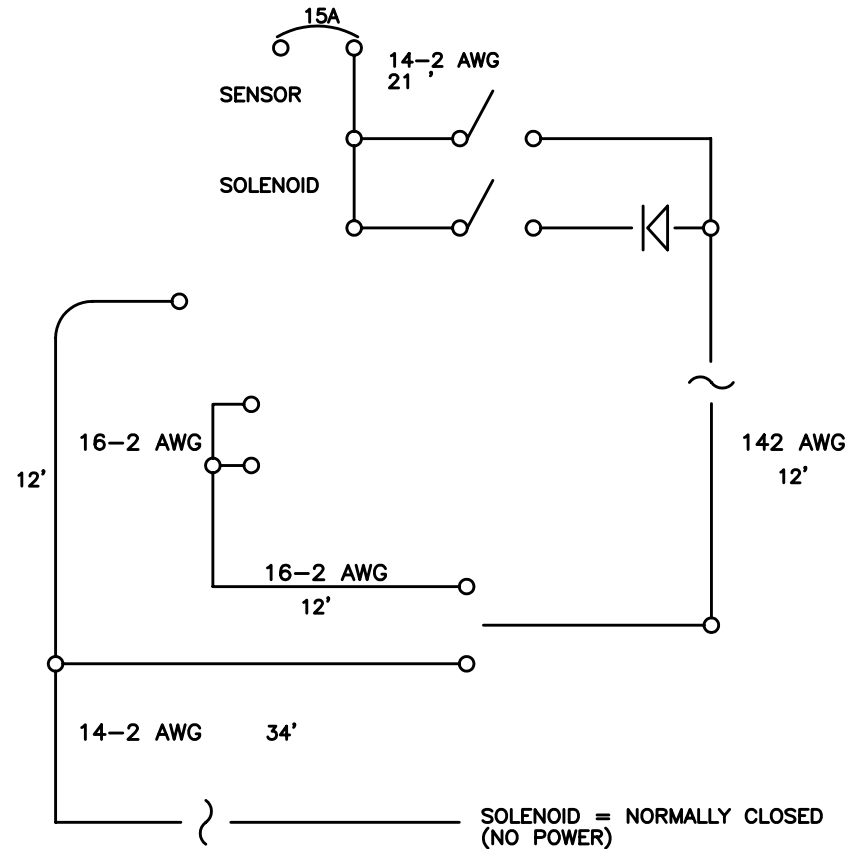 15A
14-2 AWG
21 '
SENSOR
SOLENOID
16-2 AWG
142 AWG
12'
12'
16-2 AWG
12'
14-2 AWG 34'
SOLENOID = NORMALLY CLOSED
(NO POWER)